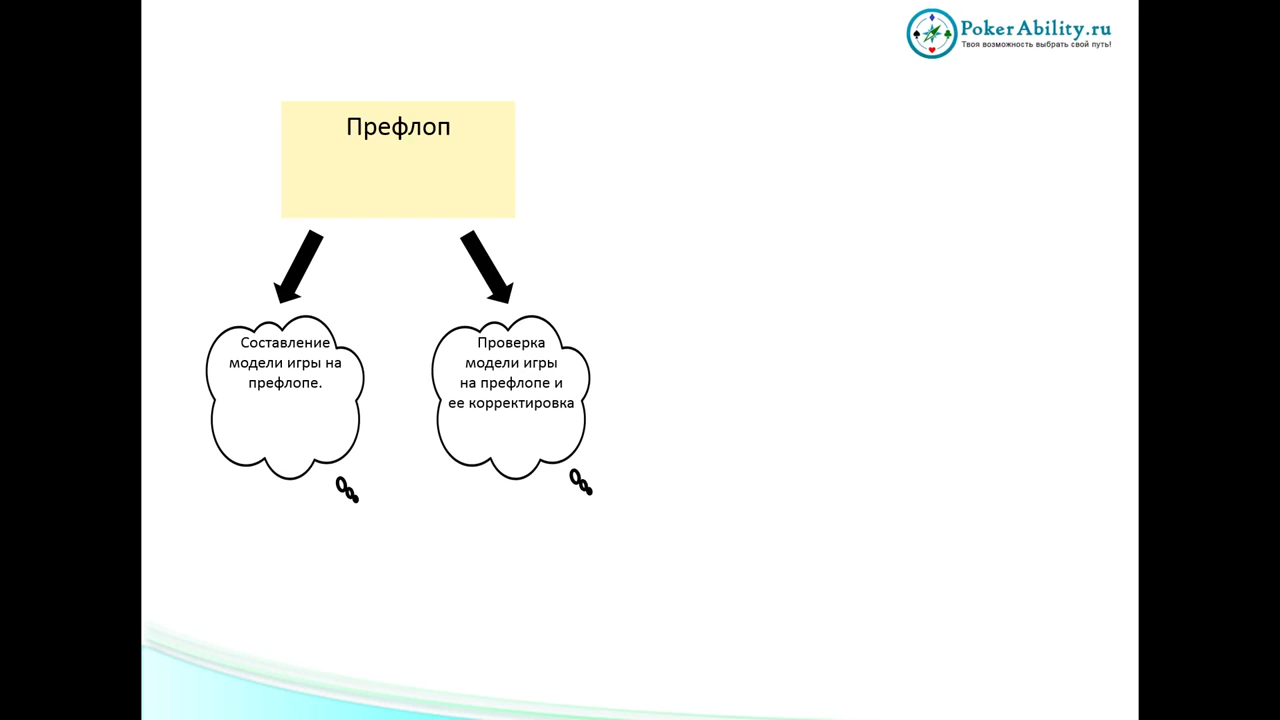 PokerAbility.ru
Твоя возможность выбрать свой путь!
Префлоп
Составление
модели игры на
префлопе.
Проверка
модели игры
на префлопе и
ее корректировка